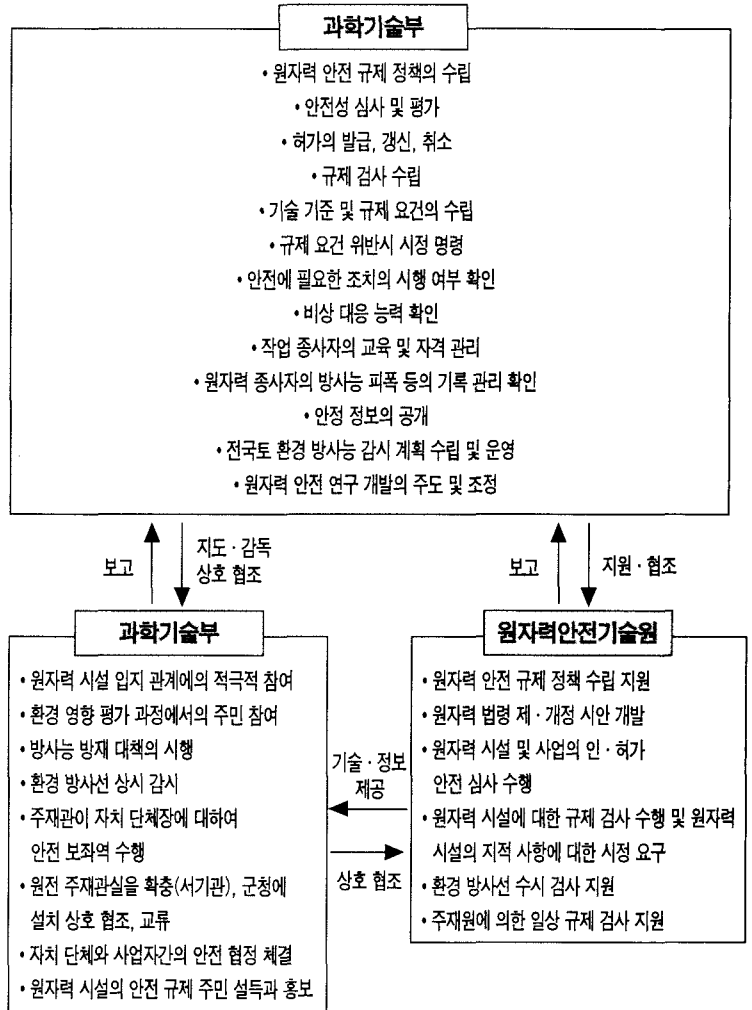 과학기술부
• 원자력 안전 규제 정책의 수립
• 안전성 심사 및 평가
• 허가의 발급, 갱신, 취소
• 규제 검사 수립
• 기술 기준 및 규제 요건의 수립
• 규제 요건 위반시 시정 명령
• 안전에 필요한 조치의 시행 여부 확인
• 비상 대응 능력 확인
• 작업 종사자의 교육 및 자격 관리
• 원자력 종사자의 방사능 피폭 등의 기록 관리 확인
• 안정 정보의 공개
• 전국토 환경 방사능 감시 계획 수립 및 운영
• 원자력 안전 연구 개발의 주도 및 조정
보고
지도 · 감독
상호 협조
보고
지원 · 협조
과학기술부
• 원자력 시설 입지 관계에의 적극적 참여
• 환경 영향 평가 과정에서의 주민 참여
• 방사능 방재 대책의 시행
• 환경 방사선 상시 감시
• 주재관이 자치 단체장에 대하여
안전 보좌역 수행
• 원전 주재관실을 확충(서기관), 군청에
설치 상호 협조, 교류
• 자치 단체와 사업자간의 안전 협정 체결
• 원자력 시설의 안전 규제 주민 설득과 홍보
기술 · 정보
제공
상호 협조
원자력안전기술원
• 원자력 안전 규제 정책 수립 지원
• 원자력 법령 제 · 개정 시안 개발
• 원자력 시설 및 사업의 인 · 허가
안전 심사 수행
• 원자력 시설에 대한 규제 검사 수행 및 원자력
시설의 지적 사항에 대한 시정 요구
• 환경 방사선 수시 검사 지원
• 주재원에 의한 일상 규제 검사 지원